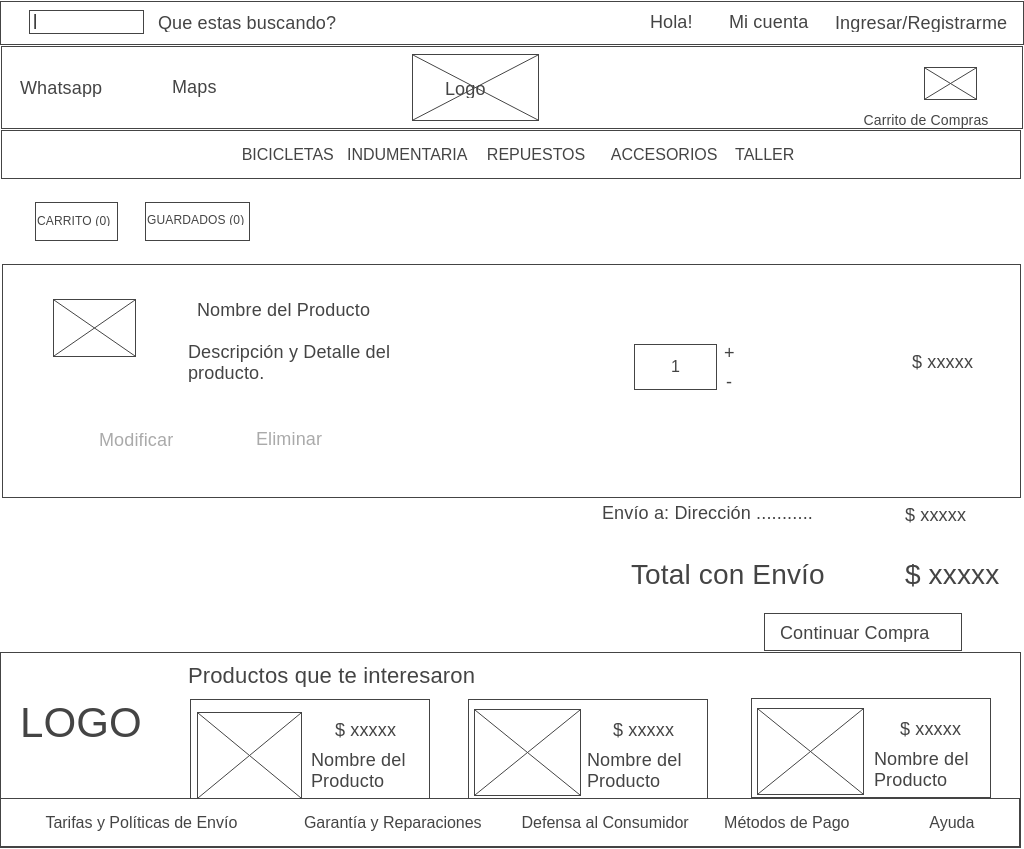 Que estas buscando? Hola! Mi cuenta Ingresar/Registrarme
Whatsapp Maps Logo
Carrito de Compras
BICICLETAS INDUMENTARIA REPUESTOS ACCESORIOS TALLER
CARRITO (0) GUARDADOS (0)
Nombre del Producto
Descripción y Detalle del
producto.
1 + -
$ xxxxx
Modificar Eliminar
Envío a: Dirección ........... $ xxxxx
Total con Envío $ xxxxx
Continuar Compra
Productos que te interesaron
LOGO
$ xxxxx
Nombre del
Producto
$ xxxxx
Nombre del
Producto
$ xxxxx
Nombre del
Producto
Tarifas y Políticas de Envío Garantía y Reparaciones Defensa al Consumidor Métodos de Pago Ayuda